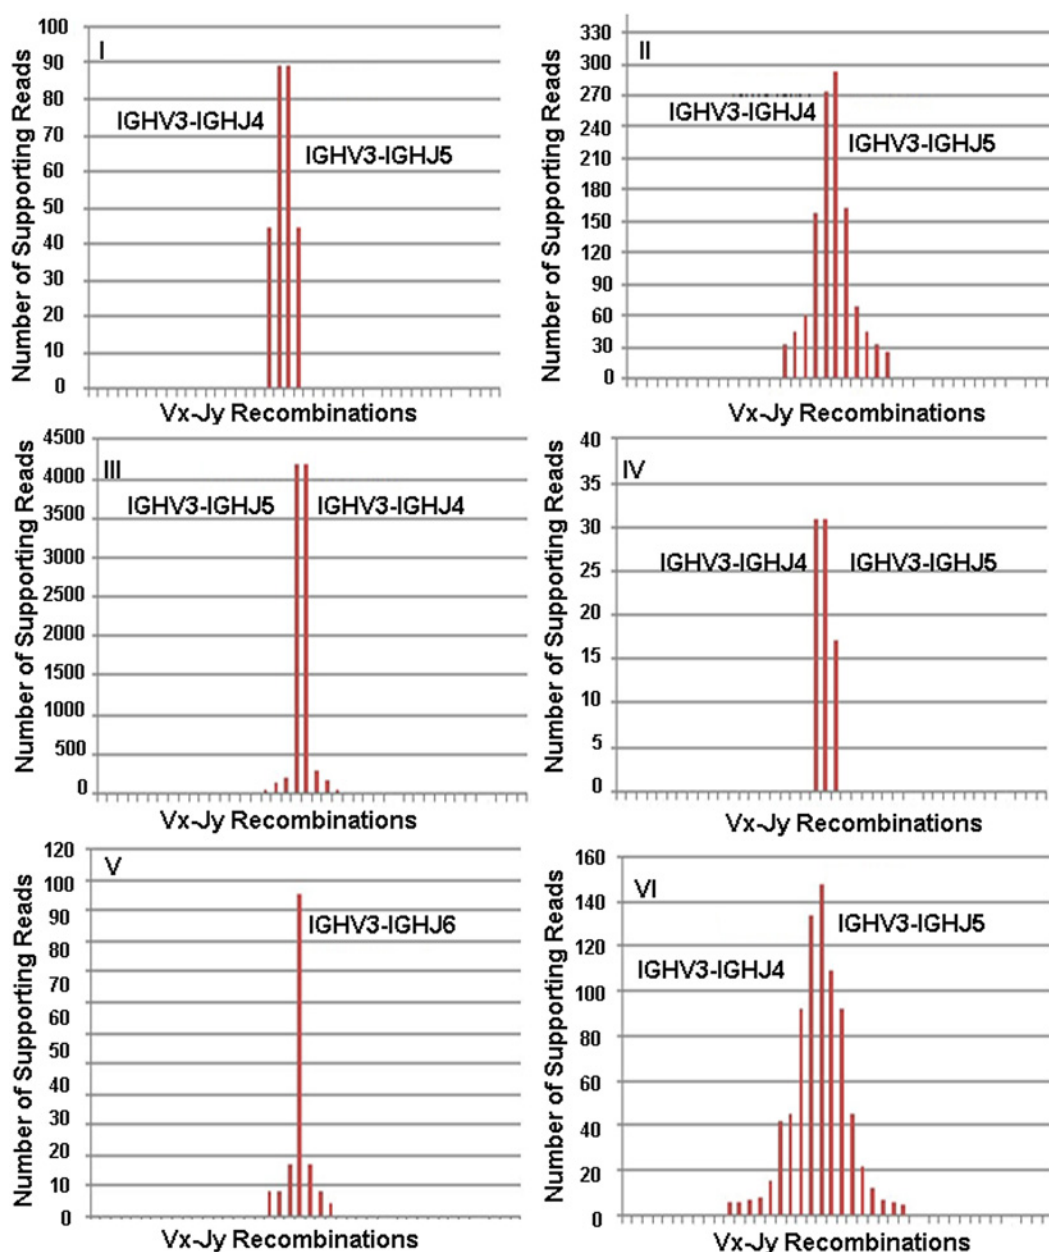 100
90
80
70
60
50
40
30
20
10
0
Number of Supporting Reads
I
IGHV3-IGHJ4
IGHV3-IGHJ5
Vx-Jy Recombinations
330
300
270
240
210
180
150
120
90
60
30
0
Number of Supporting Reads
II
IGHV3-IGHJ4
IGHV3-IGHJ5
Vx-Jy Recombinations
4500
4000
3500
3000
2500
2000
1500
1000
500
0
Number of Supporting Reads
III
IGHV3-IGHJ5
IGHV3-IGHJ4
Vx-Jy Recombinations
40
35
30
25
20
15
10
5
0
Number of Supporting Reads
IV
IGHV3-IGHJ4
IGHV3-IGHJ5
Vx-Jy Recombinations
120
100
90
80
70
60
50
40
30
20
10
0
Number of Supporting Reads
V
IGHV3-IGHJ6
Vx-Jy Recombinations
160
140
120
100
80
60
40
20
0
Number of Supporting Reads
VI
IGHV3-IGHJ5
IGHV3-IGHJ4
Vx-Jy Recombinations